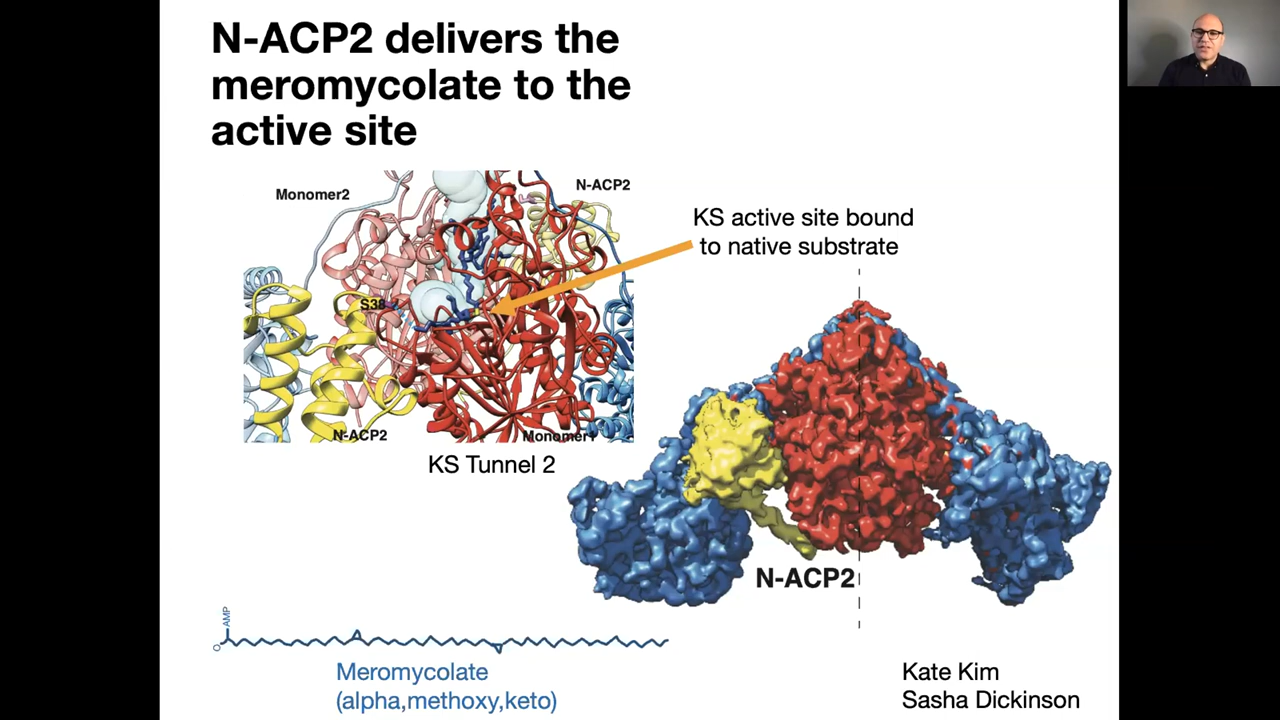 N-ACP2 delivers the
meromycolate to the
active site
Monomer2
N-ACP2
S38
N-ACP2
Monomer1
KS Tunnel 2
KS active site bound
to native substrate
N-ACP2
AMP
O
Meromycolate
(alpha,methoxy,keto)
Kate Kim
Sasha Dickinson